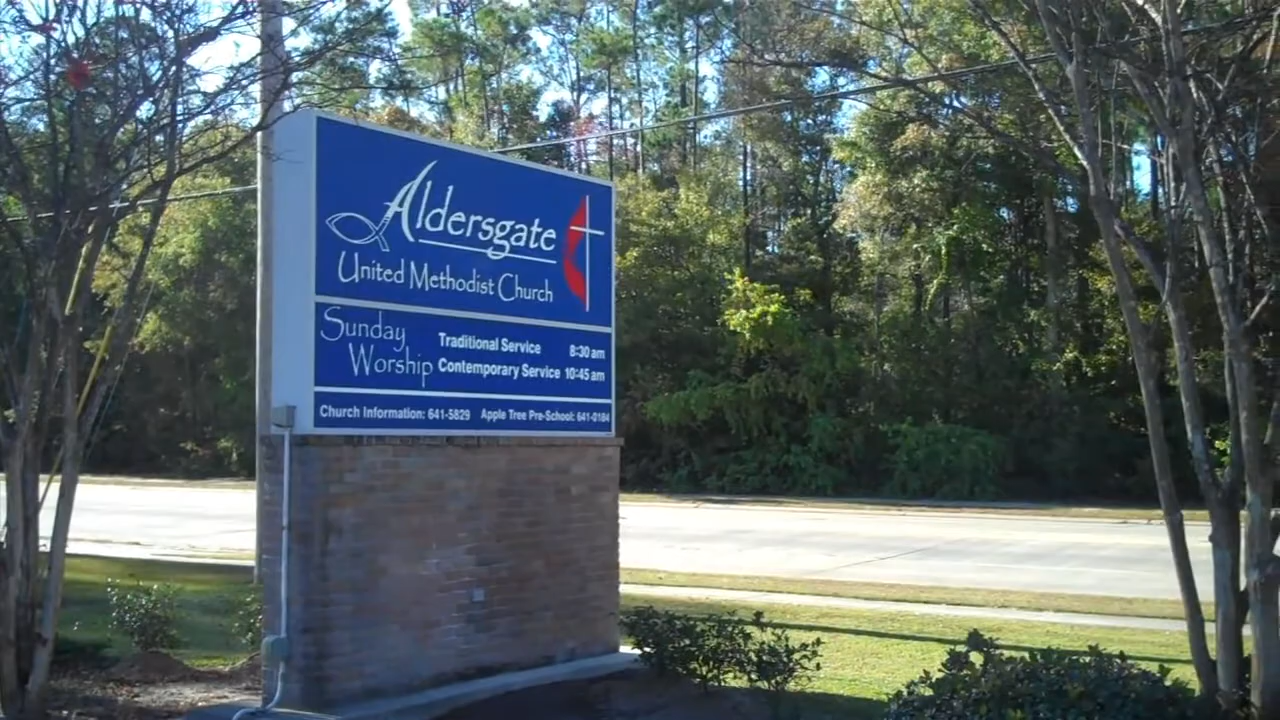 Aldersgate
United Methodist Church
Sunday
Worship
Traditional Service 8:30 am
Contemporary Service 10:45 am
Church Information: 641-5829 Apple Tree Pre-School: 641-0184